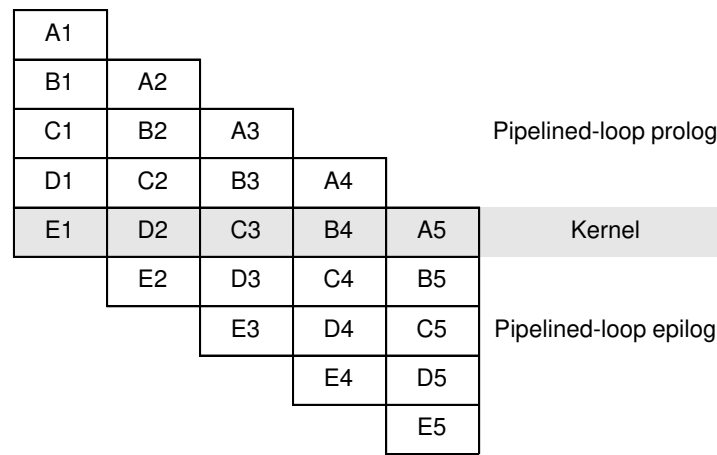 A1
B1 A2
C1 B2 A3 Pipelined-loop prolog
D1 C2 B3 A4
E1 D2 C3 B4 A5 Kernel
E2 D3 C4 B5
E3 D4 C5 Pipelined-loop epilog
E4 D5
E5